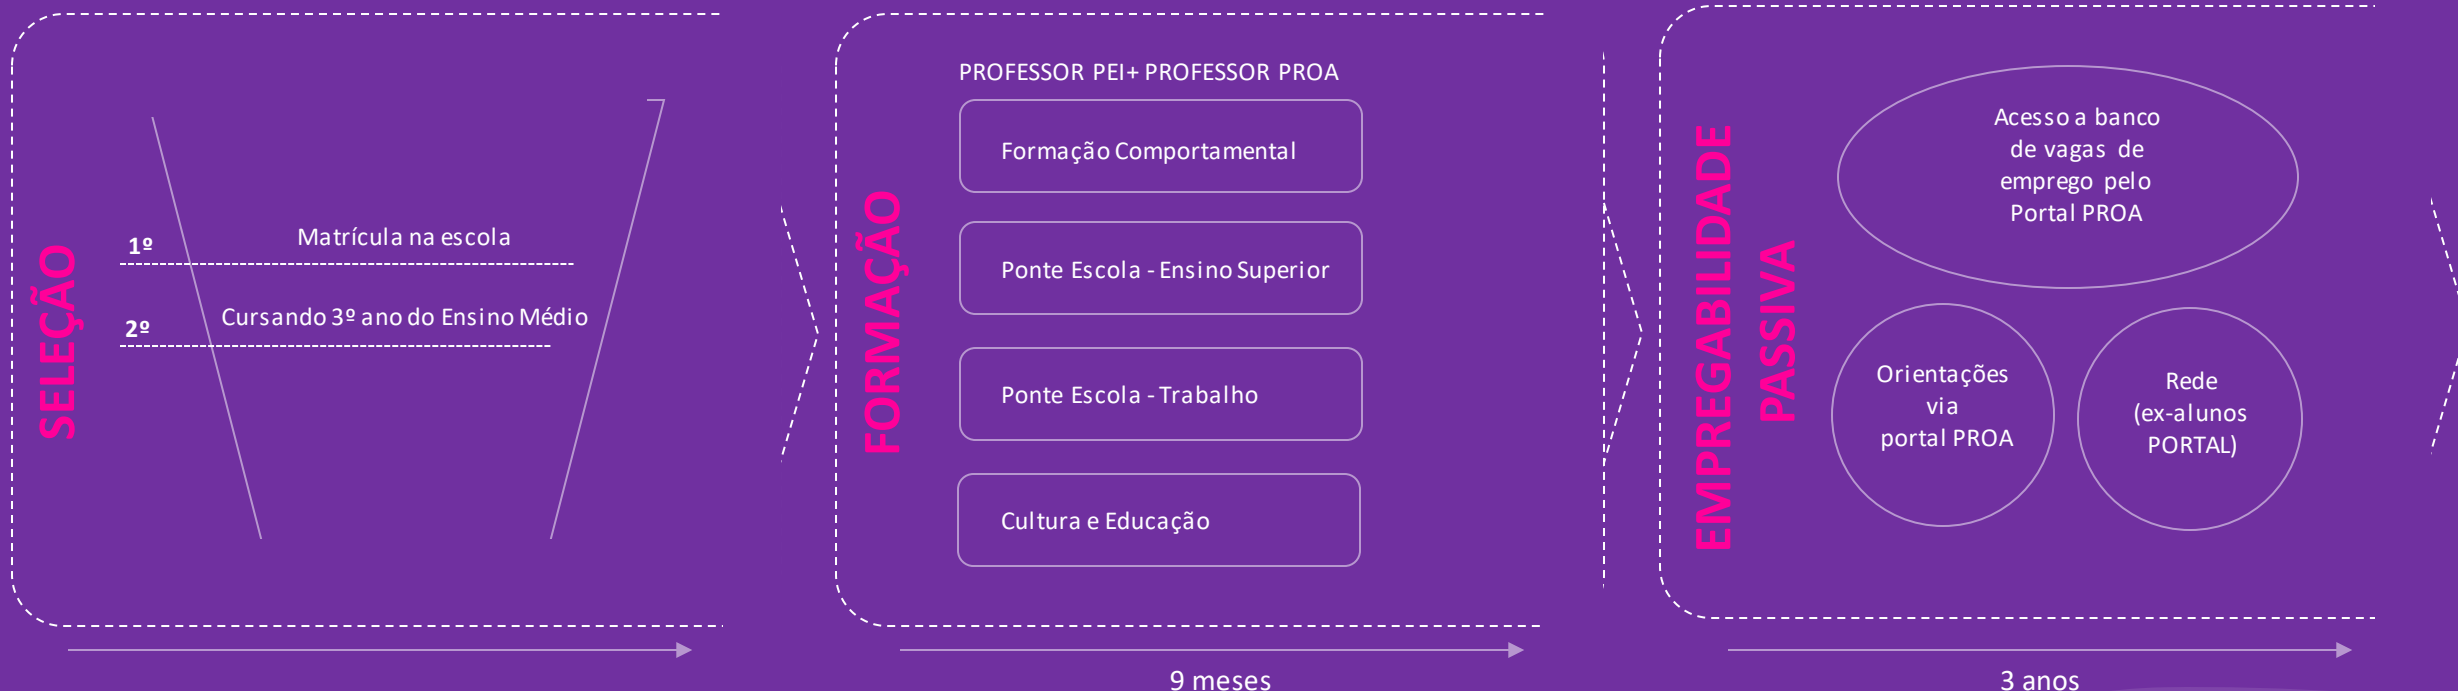 SELEÇÃO
1º
Matrícula na escola
2º
Cursando 3º ano do Ensino Médio
FORMAÇÃO
PROFESSOR PEI+ PROFESSOR PROA
Formação Comportamental
Ponte Escola - Ensino Superior
Ponte Escola - Trabalho
Cultura e Educação
9 meses
EMPREGABILIDADE
PASSIVA
Acesso a banco
de vagas de
emprego pelo
Portal PROA
Orientações
via
portal PROA
Rede
(ex-alunos
PORTAL)
3 anos